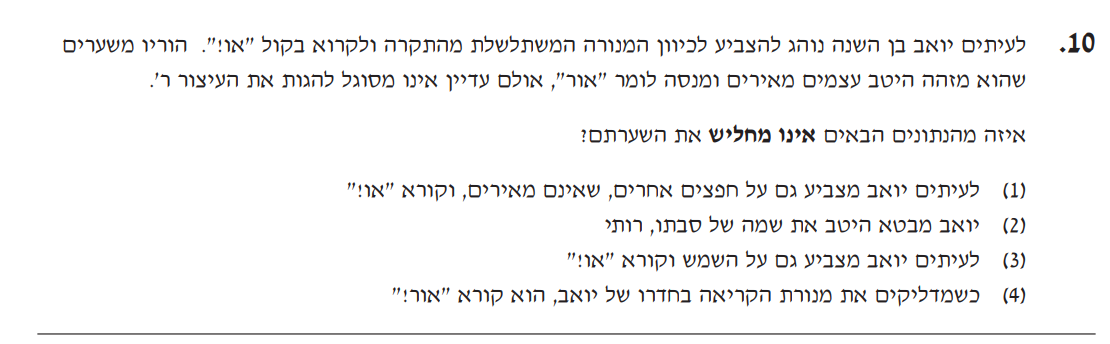 10. לעיתים יואב בן השנה נוהג להצביע לכיוון המנורה המשתלשלת מהתקרה ולקרוא בקול "או!". הוריו משערים
שהוא מזהה היטב עצמים מאירים ומנסה לומר "אור", אולם עדיין אינו מסוגל להגות את העיצור ר'.
איזה מהנתונים הבאים אינו מחליש את השערתם?
(1) לעיתים יואב מצביע גם על חפצים אחרים, שאינם מאירים, וקורא "או!"
(2) יואב מבטא היטב את שמה של סבתו, רותי
(3) לעיתים יואב מצביע גם על השמש וקורא "או!"
(4) כשמדליקים את מנורת הקריאה בחדרו של יואב, הוא קורא "אור!"